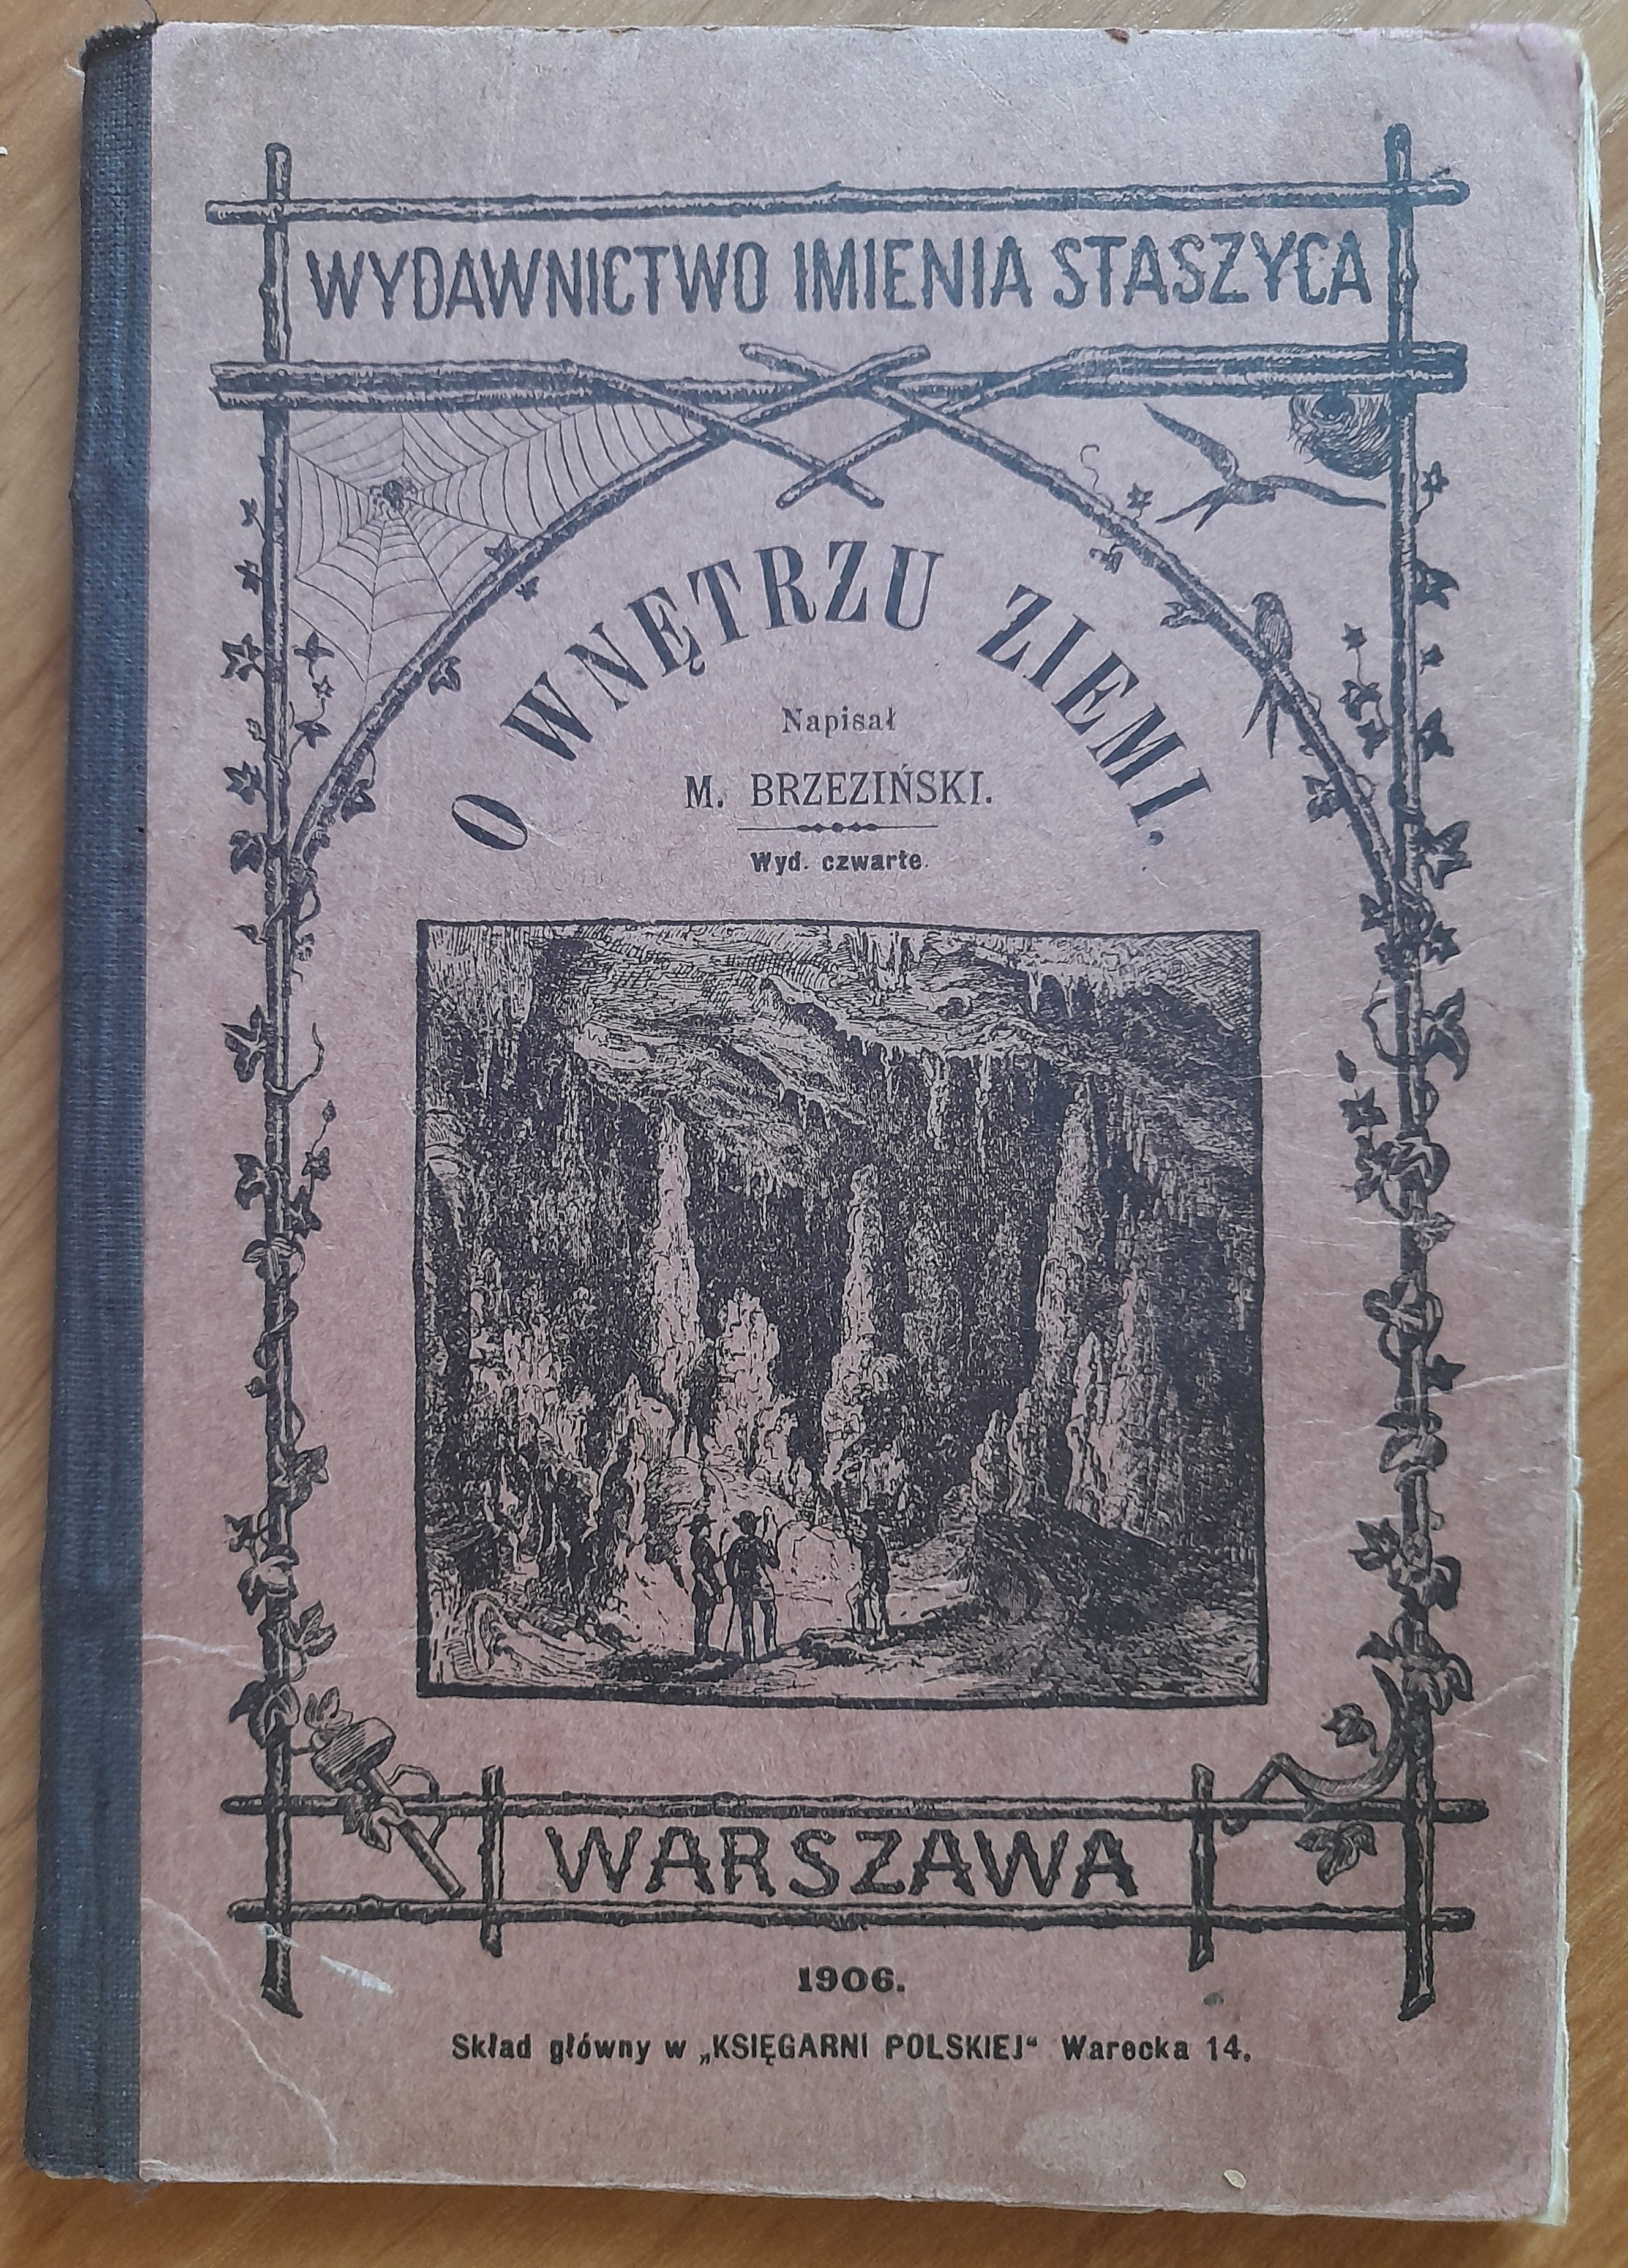 WYDAWNICTWO IMIENIA STASZYCA
O WNĘTRZU ZIEMI.
Napisał
M. BRZEZIŃSKI.
Wyd. czwarte.
WARSZAWA
1906.
Skład główny w „KSIĘGARNI POLSKIEJ“ Warecka 14.